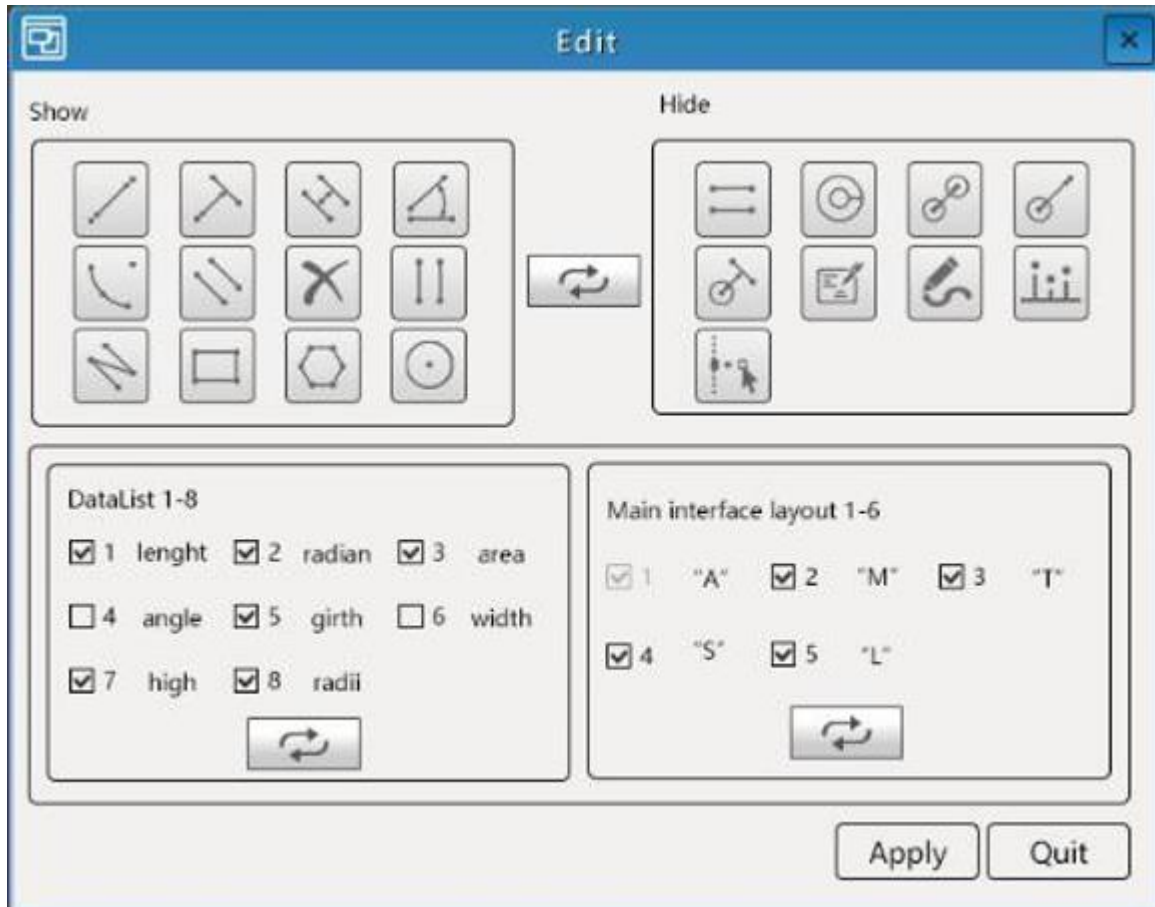 Edit
Show
Hide
DataList 1-8
1 lenght 2 radian 3 area
4 angle 5 girth 6 width
7 high 8 radii
Main interface layout 1-6
1 "A" 2 "M" 3 "T"
4 "S" 5 "L"
Apply Quit